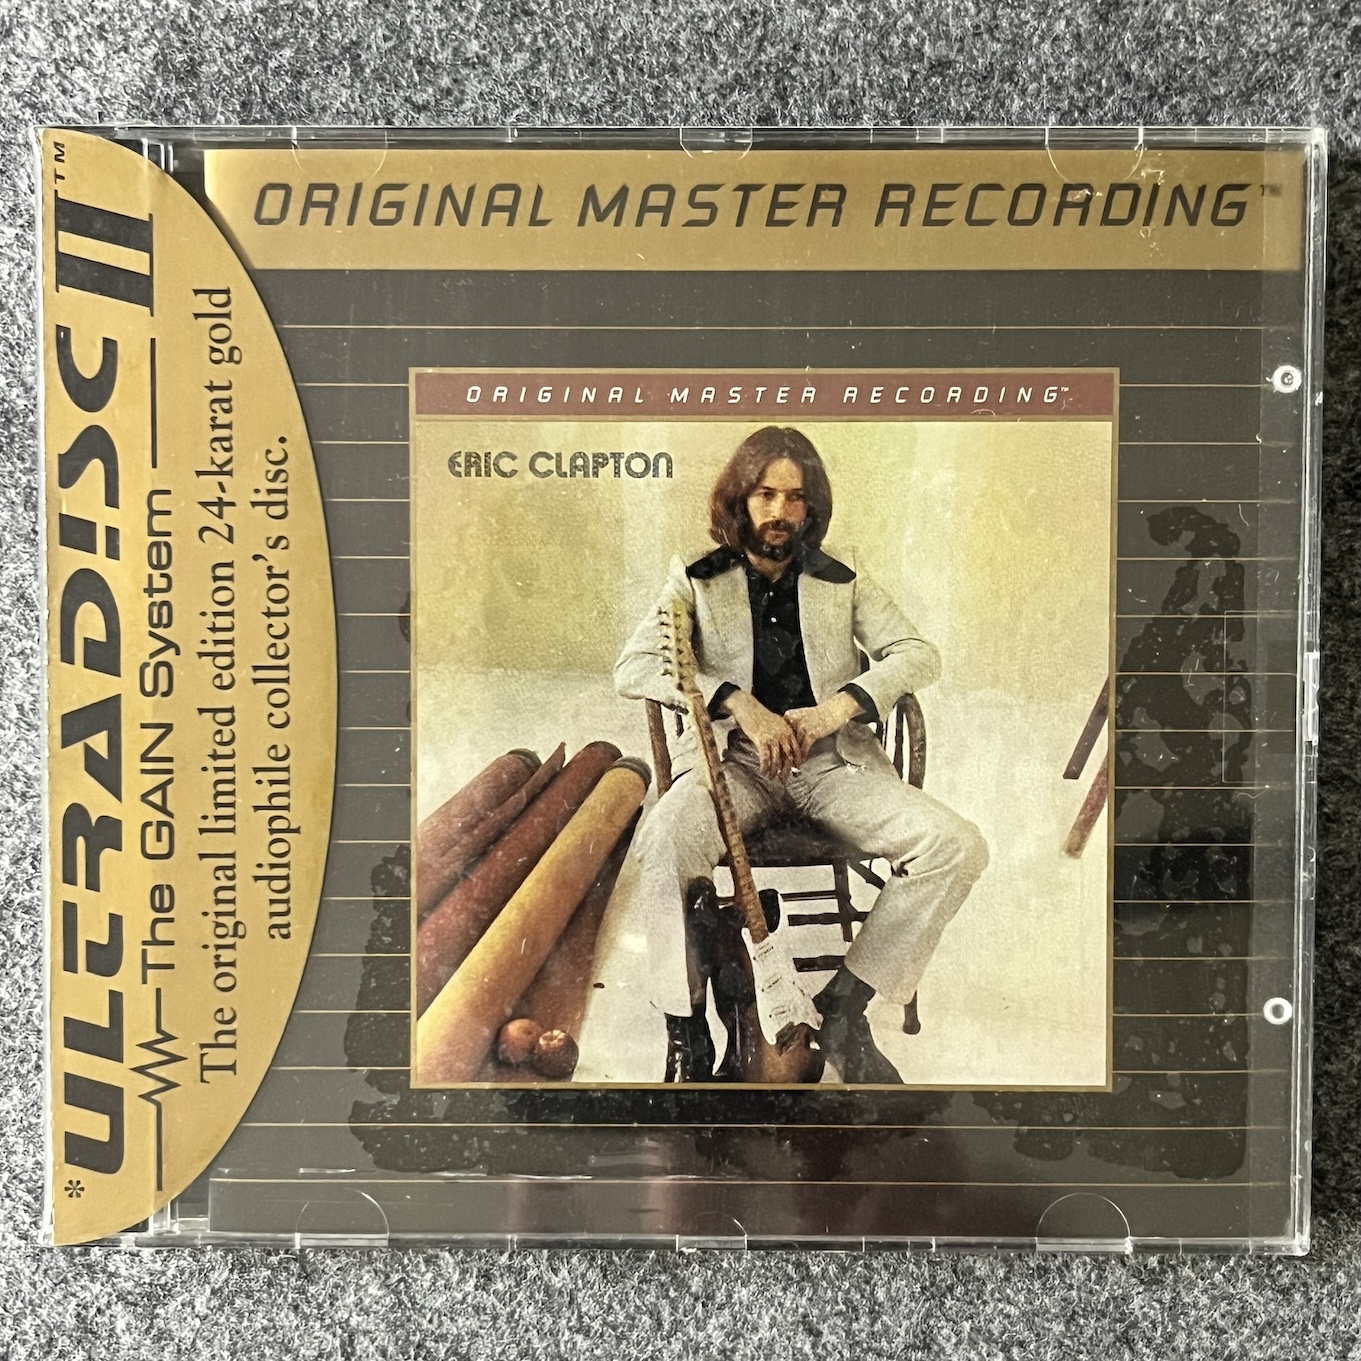 ORIGINAL MASTER RECORDING™
ORIGINAL MASTER RECORDING™
ERIC CLAPTON
*ULTRADISC II™
The GAIN System
The original limited edition 24-karat gold
audiophile collector's disc.